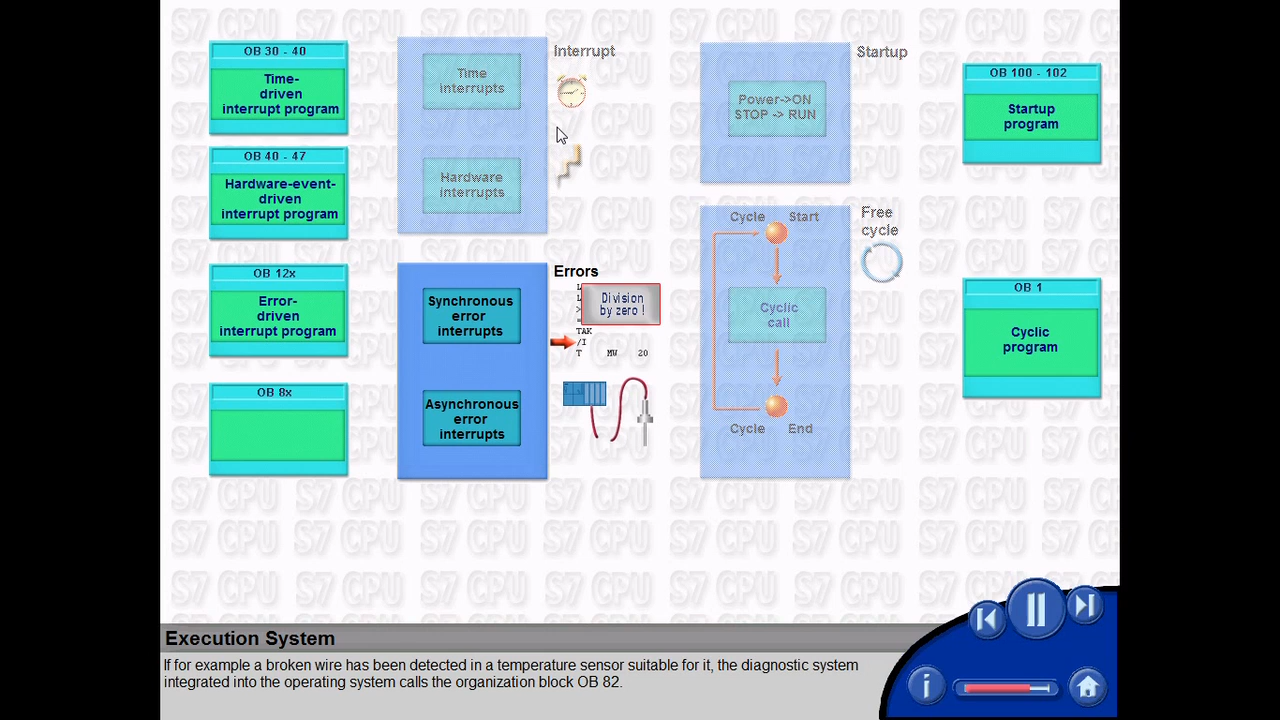 OB 30 - 40
Time-
driven
interrupt program
OB 40 - 47
Hardware-event-
driven
interrupt program
OB 12x
Error-
driven
interrupt program
OB 8x
Interrupt
Time
interrupts
Hardware
interrupts
Errors
Synchronous
error
interrupts
Asynchronous
error
interrupts
Division
by zero !
TAK
/I
T MW 20
Startup
Power->ON
STOP -> RUN
Free
cycle
Cycle Start
Cyclic
call
Cycle End
OB 100 - 102
Startup
program
OB 1
Cyclic
program
S7 CPU
Execution System
If for example a broken wire has been detected in a temperature sensor suitable for it, the diagnostic system
integrated into the operating system calls the organization block OB 82.